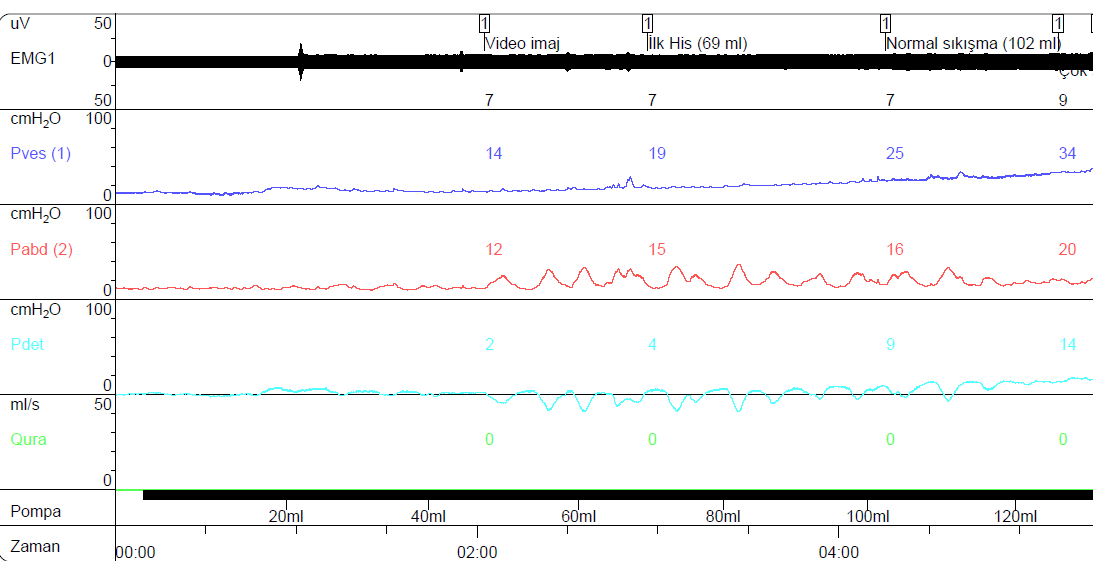 uV 50 1 1 1 1
Video imaj İlk His (69 ml) Normal sıkışma (102 ml)
EMG1 0
Çok
50 7 7 7 9
cmH2O 100
Pves (1) 14 19 25 34
0
cmH2O 100
Pabd (2) 12 15 16 20
0
cmH2O 100
Pdet 2 4 9 14
0
ml/s 50
Qura 0 0 0 0
0
Pompa 20ml 40ml 60ml 80ml 100ml 120ml
Zaman 00:00 02:00 04:00